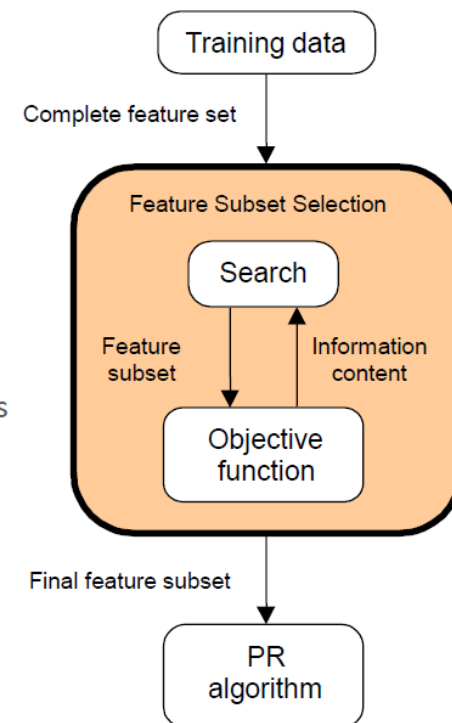 Training data
Complete feature set
Feature Subset Selection
Search
Feature
subset
Information
content
s
Objective
function
Final feature subset
PR
algorithm